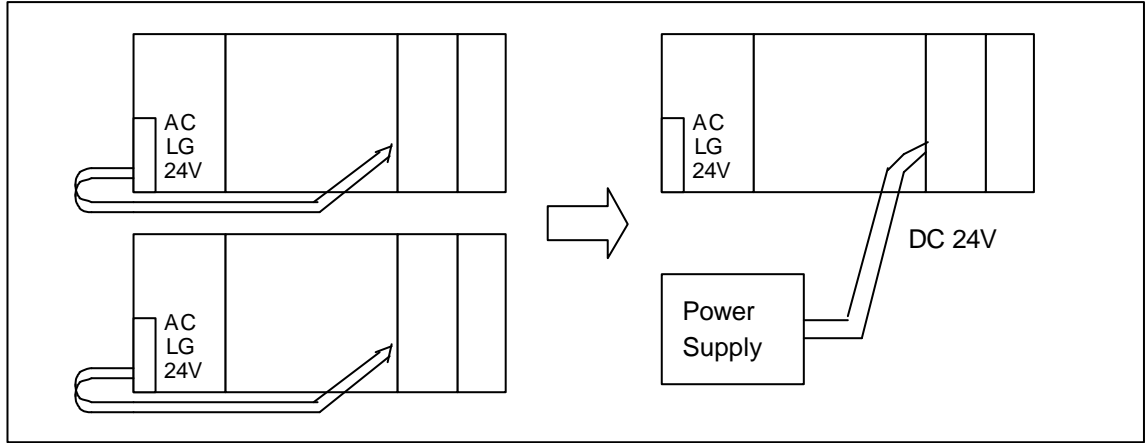 AC
LG
24V
AC
LG
24V
AC
LG
24V
DC 24V
Power
Supply